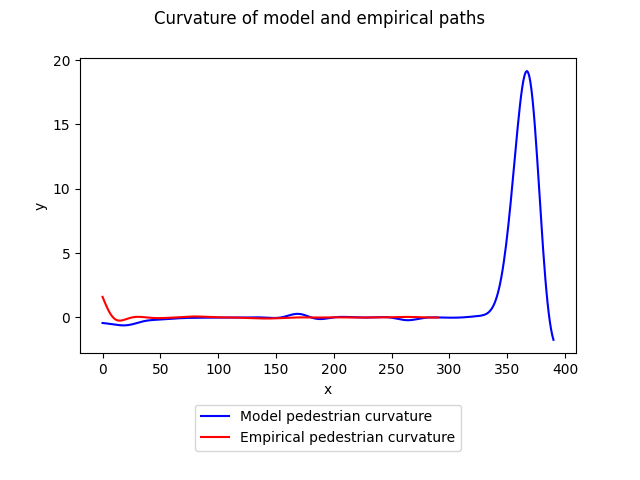 Curvature of model and empirical paths
20
15
10
5
0
y
0 50 100 150 200 250 300 350 400
x
Model pedestrian curvature
Empirical pedestrian curvature